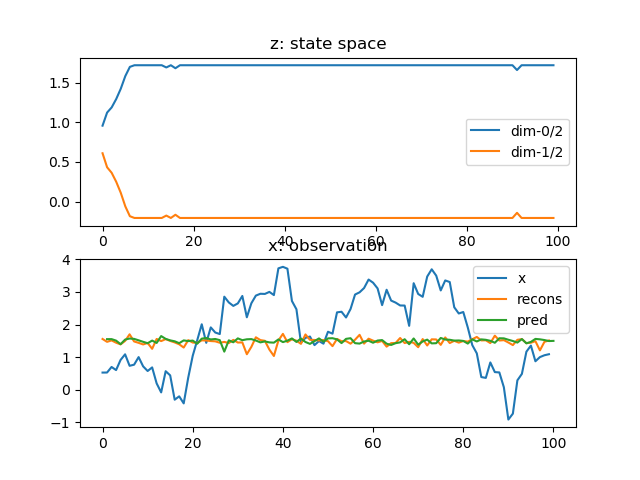 z: state space
1.5
1.0
0.5
0.0
dim-0/2
dim-1/2
0 20 40 60 80 100
x: observation
4
3
2
1
0
−1
x
recons
pred
0 20 40 60 80 100